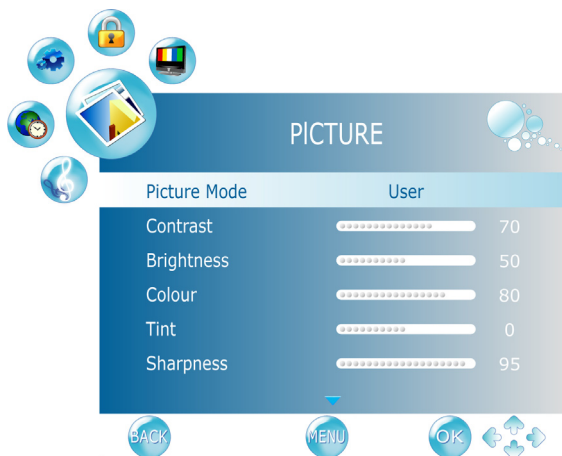 PICTURE
Picture Mode User
Contrast 70
Brightness 50
Colour 80
Tint 0
Sharpness 95
BACK MENU OK